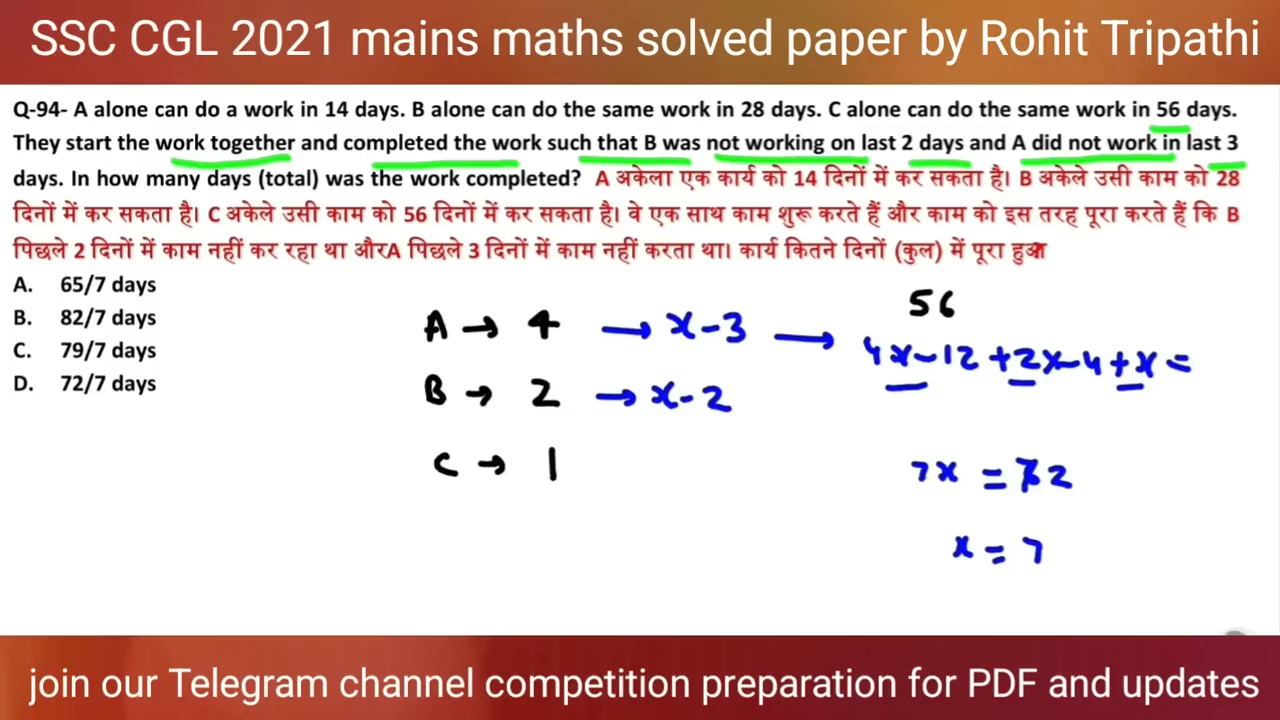 SSC CGL 2021 mains maths solved paper by Rohit Tripathi
Q-94- A alone can do a work in 14 days. B alone can do the same work in 28 days. C alone can do the same work in 56 days.
They start the work together and completed the work such that B was not working on last 2 days and A did not work in last 3
days. In how many days (total) was the work completed? A अकेला एक कार्य को 14 दिनों में कर सकता है। B अकेले उसी काम को 28
दिनों में कर सकता है। C अकेले उसी काम को 56 दिनों में कर सकता है। वे एक साथ काम शुरू करते हैं और काम को इस तरह पूरा करते हैं कि B
पिछले 2 दिनों में काम नहीं कर रहा था और A पिछले 3 दिनों में काम नहीं करता था। कार्य कितने दिनों (कुल) में पूरा हुआ
A. 65/7 days
B. 82/7 days
C. 79/7 days
D. 72/7 days
56
A → 4 → x-3 → 4x-12+2x-4+x=
B → 2 → x-2
C → 1
7x = 72
x = 7
join our Telegram channel competition preparation for PDF and updates